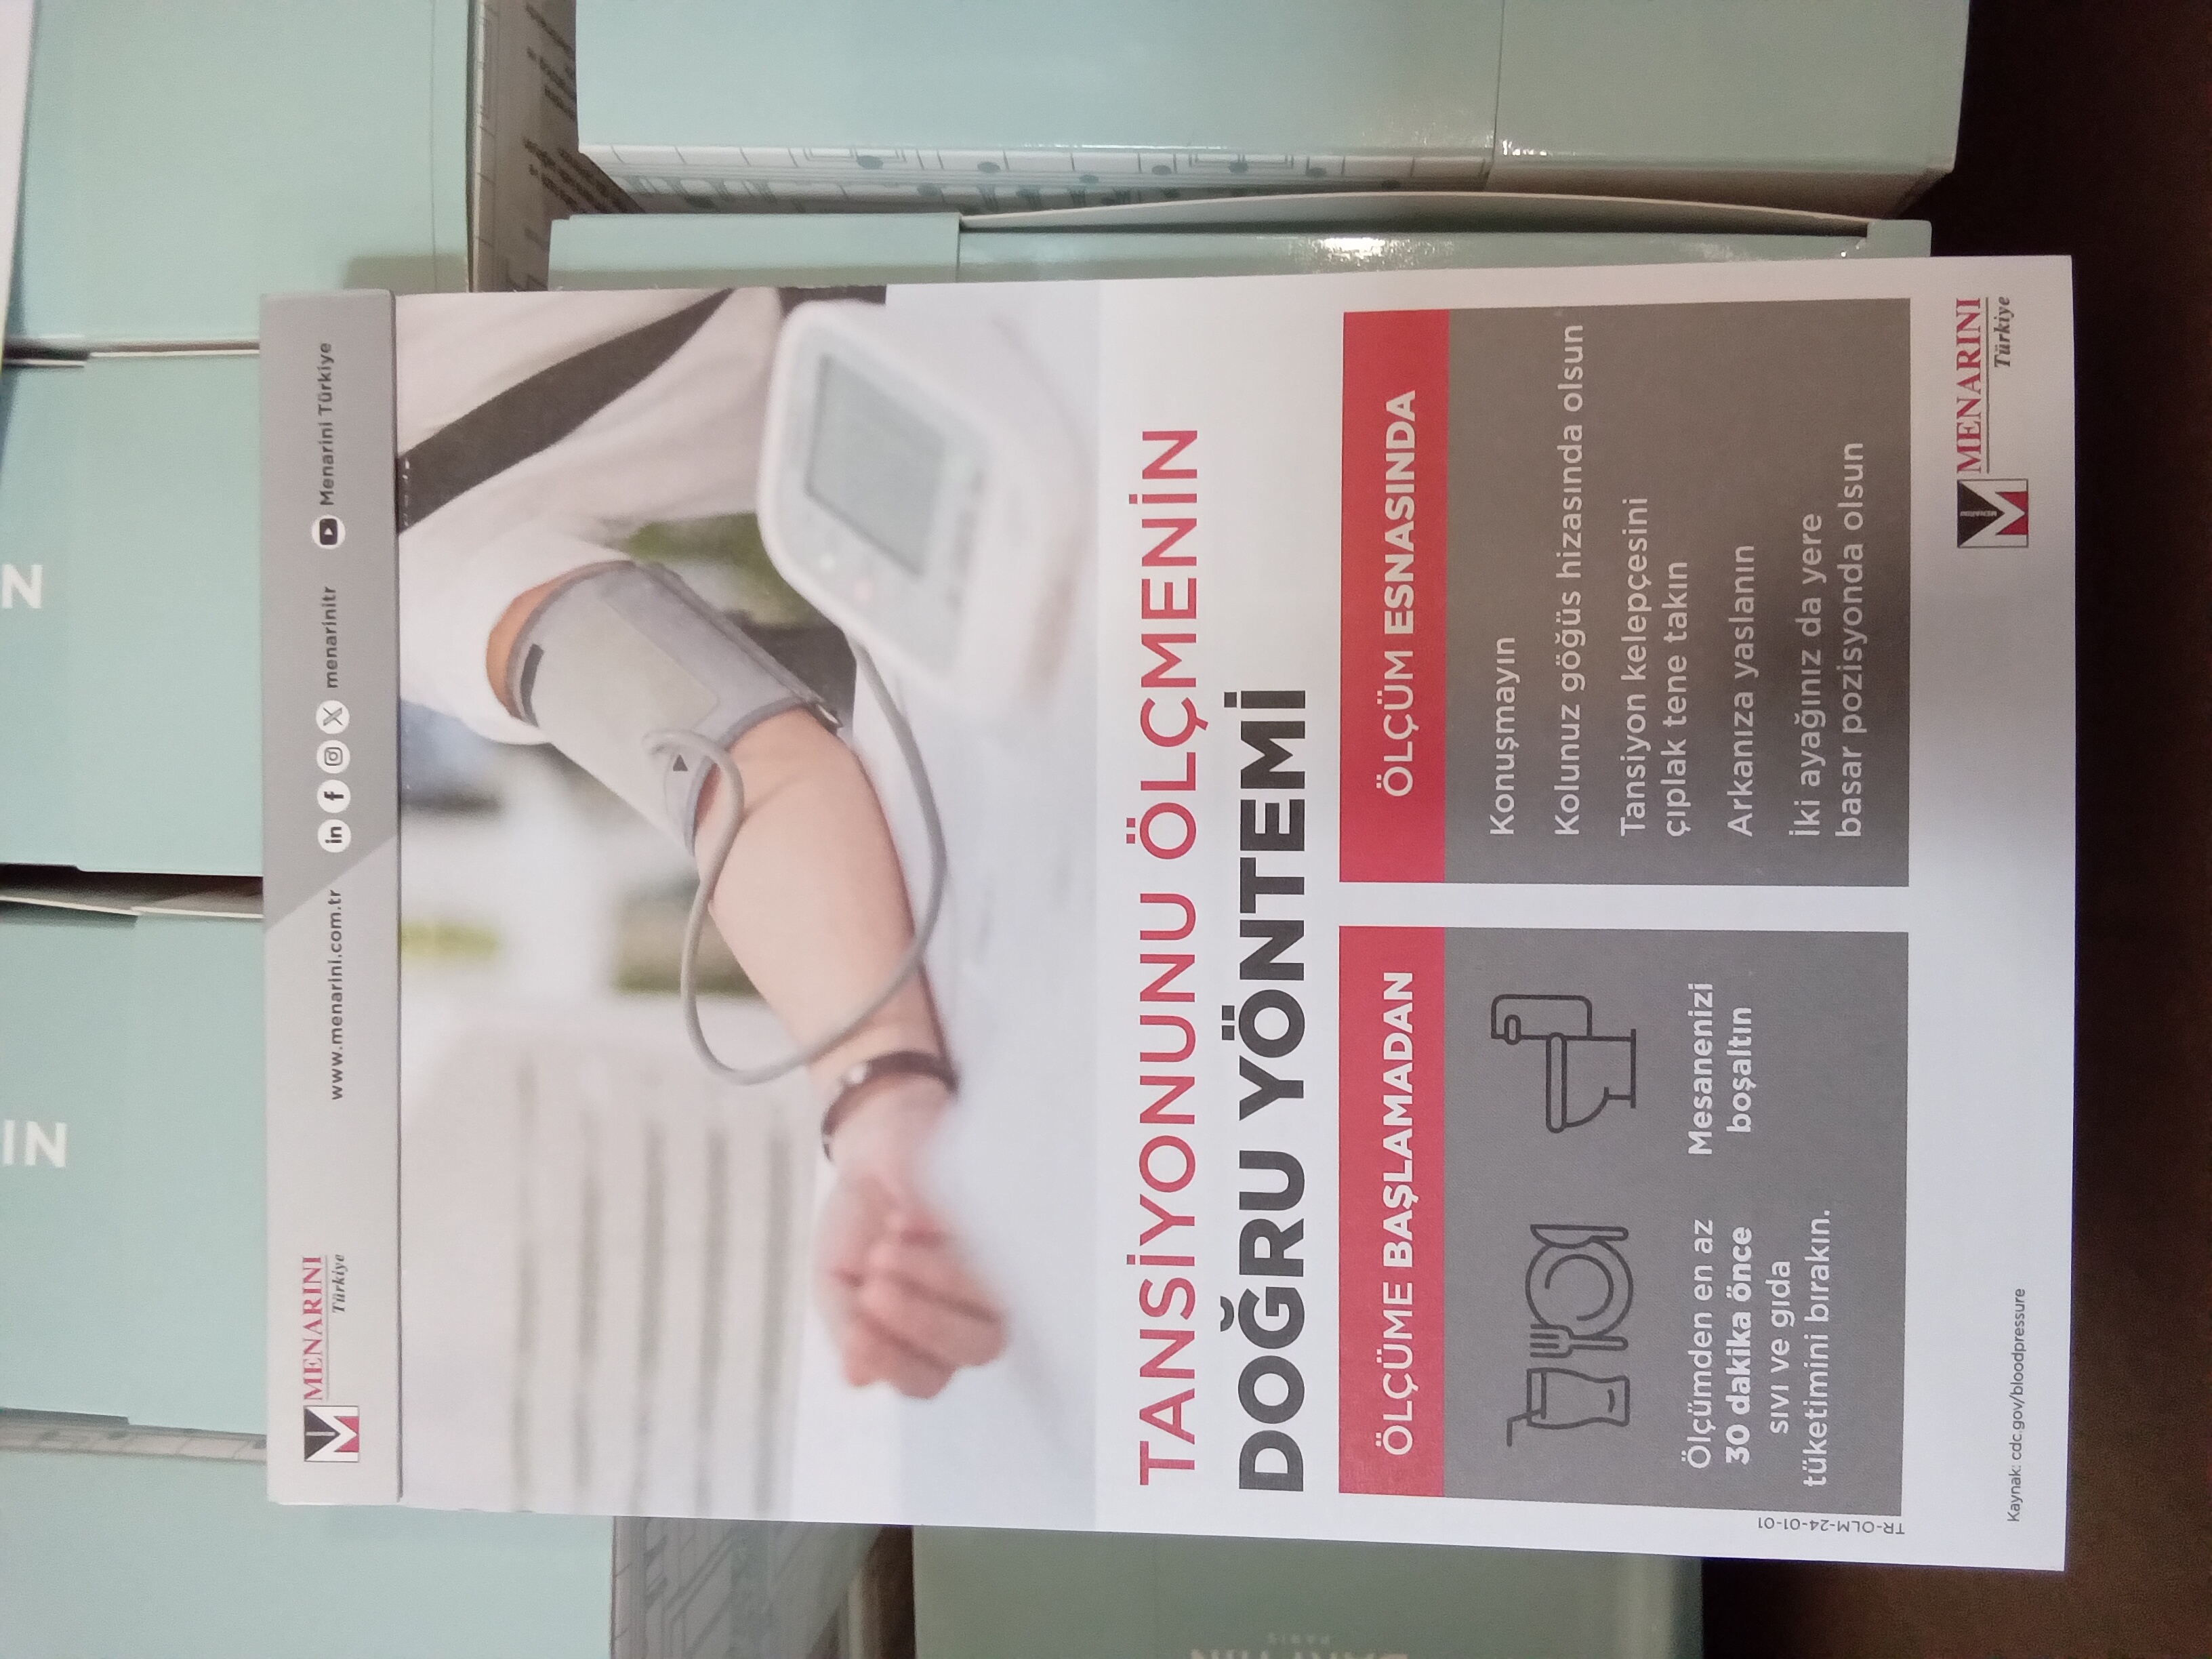 NI
N
MENARINI
Türkiye
www.menarini.com.tr
in f menarinitr
Menarini Türkiye
TANSİYONUNU ÖLÇMENİN
DOĞRU YÖNTEMİ
ÖLÇÜME BAŞLAMADAN
Ölçümden en az
30 dakika önce
sıvı ve gıda
tüketimini bırakın.
Mesanenizi
boşaltın
ÖLÇÜM ESNASINDA
Konuşmayın
Kolunuz göğüs hizasında olsun
Tansiyon kelepçesini
çıplak tene takın
Arkanıza yaslanın
İki ayağınız da yere
basar pozisyonda olsun
TR-OLM-24-01-01
Kaynak: cdc.gov/bloodpressure
MENARINI
Türkiye